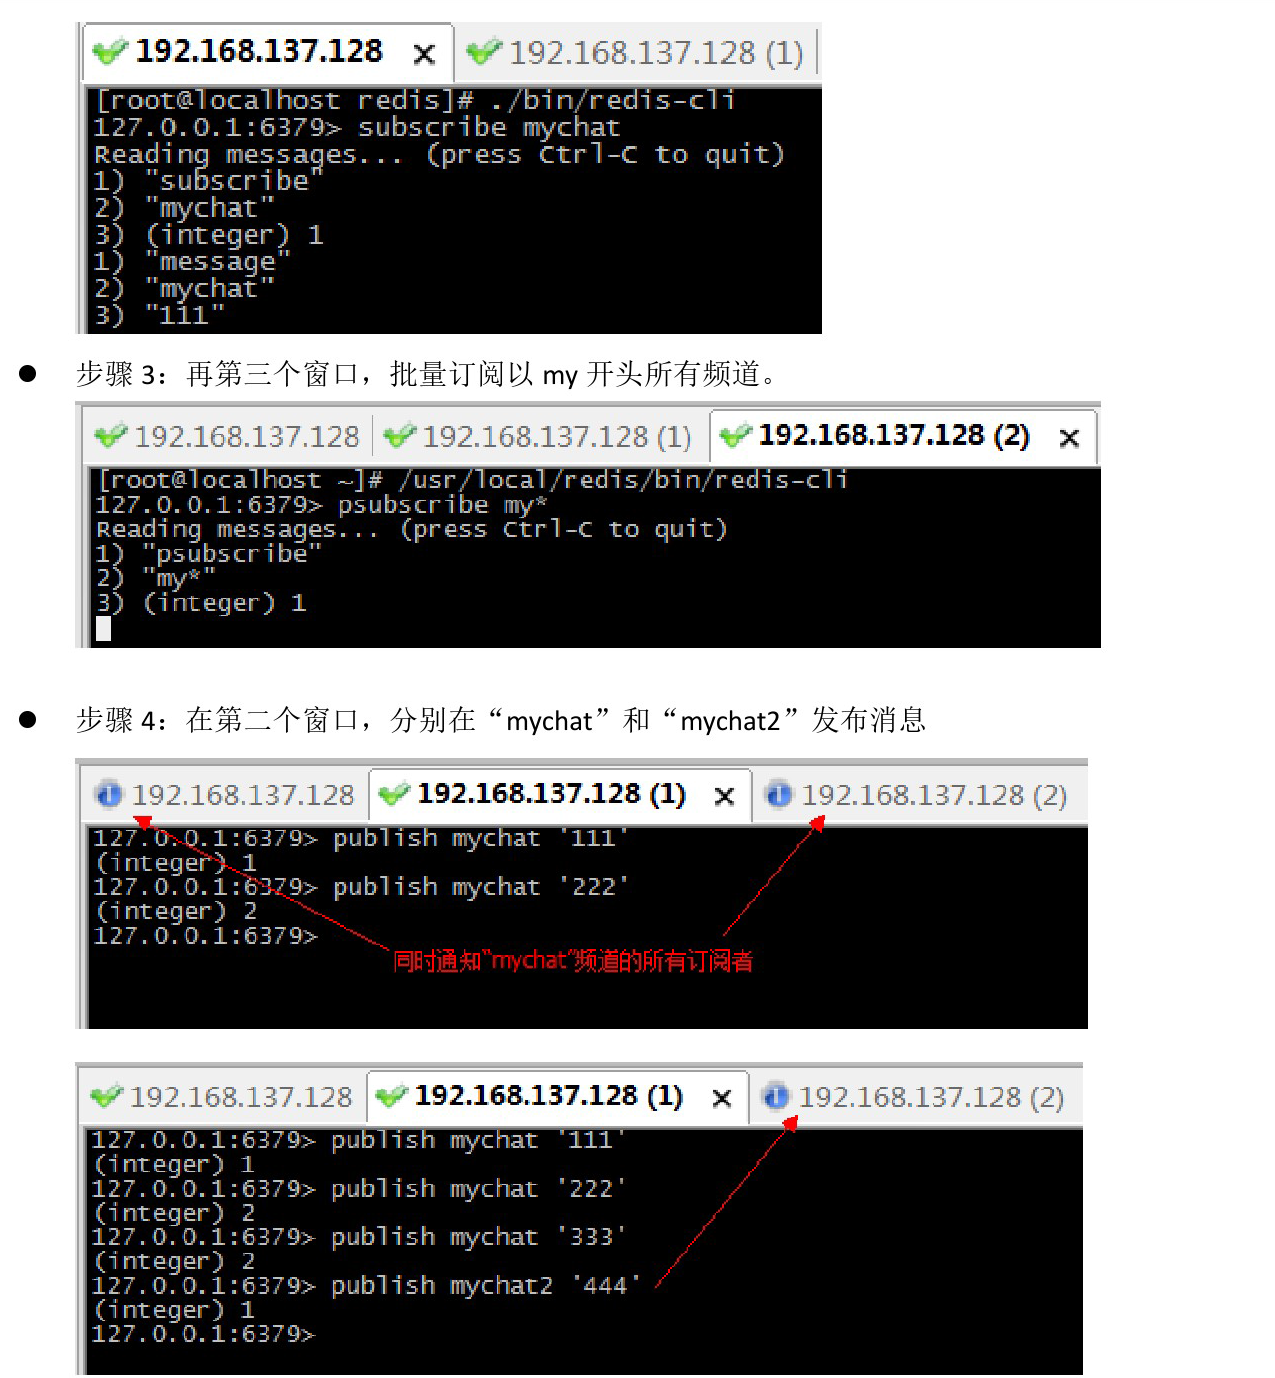 192.168.137.128 x 192.168.137.128 (1)
[root@localhost redis]# ./bin/redis-cli
127.0.0.1:6379> subscribe mychat
Reading messages... (press Ctrl-C to quit)
1) "subscribe"
2) "mychat"
3) (integer) 1
1) "message"
2) "mychat"
3) "111"
● 步骤 3：再第三个窗口，批量订阅以 my 开头所有频道。
192.168.137.128 192.168.137.128 (1) 192.168.137.128 (2) x
[root@localhost ~]# /usr/local/redis/bin/redis-cli
127.0.0.1:6379> psubscribe my*
Reading messages... (press Ctrl-C to quit)
1) "psubscribe"
2) "my*"
3) (integer) 1
● 步骤 4：在第二个窗口，分别在“mychat”和“mychat2”发布消息
192.168.137.128 192.168.137.128 (1) x 192.168.137.128 (2)
127.0.0.1:6379> publish mychat '111'
(integer) 1
127.0.0.1:6379> publish mychat '222'
(integer) 2
127.0.0.1:6379>
同时通知“mychat”频道的所有订阅者
192.168.137.128 192.168.137.128 (1) x 192.168.137.128 (2)
127.0.0.1:6379> publish mychat '111'
(integer) 1
127.0.0.1:6379> publish mychat '222'
(integer) 2
127.0.0.1:6379> publish mychat '333'
(integer) 2
127.0.0.1:6379> publish mychat2 '444'
(integer) 1
127.0.0.1:6379>